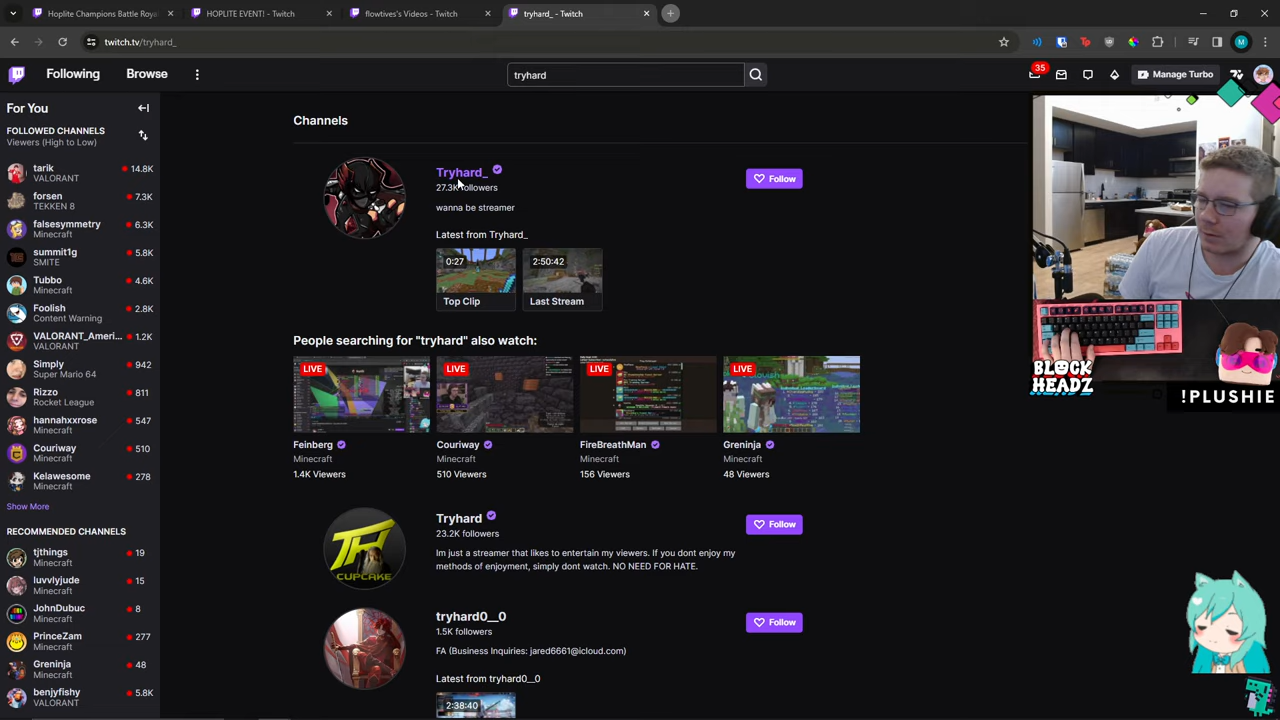 Hoplite Champions Battle Roya
HOPLITE EVENT! - Twitch
flowtives's Videos - Twitch
tryhard_ - Twitch
twitch.tv/tryhard_
M
Following
Browse
tryhard
35
Manage Turbo
For You
FOLLOWED CHANNELS
Viewers (High to Low)
tarik
14.8K
VALORANT
forsen
7.3K
TEKKEN 8
falsesymmetry
6.3K
Minecraft
summit1g
5.8K
SMITE
Tubbo
4.6K
Minecraft
Foolish
2.8K
Content Warning
VALORANT_Ameri...
1.2K
VALORANT
Simply
942
Super Mario 64
Rizzo
811
Rocket League
hannahxxrose
547
Minecraft
Couriway
510
Minecraft
Kelawesome
278
Minecraft
Show More
RECOMMENDED CHANNELS
tjthings
19
Minecraft
luvvlyjude
15
Minecraft
JohnDubuc
8
Minecraft
PrinceZam
277
Minecraft
Greninja
48
Minecraft
benjyfishy
5.8K
VALORANT
Channels
Tryhard_
27.3K followers
wanna be streamer
Follow
Latest from Tryhard_
0:27
Top Clip
2:50:42
Last Stream
People searching for "tryhard" also watch:
LIVE
LIVE
LIVE
LIVE
Feinberg
Minecraft
1.4K Viewers
Couriway
Minecraft
510 Viewers
FireBreathMan
Minecraft
156 Viewers
Greninja
Minecraft
48 Viewers
TH
CUPCAKE
Tryhard
23.2K followers
Im just a streamer that likes to entertain my viewers. If you dont enjoy my
methods of enjoyment, simply dont watch. NO NEED FOR HATE.
Follow
tryhard0__0
1.5K followers
FA (Business Inquiries: jared6661@icloud.com)
Follow
Latest from tryhard0__0
2:38:40
BLOCK
HEADZ
!PLUSHIE